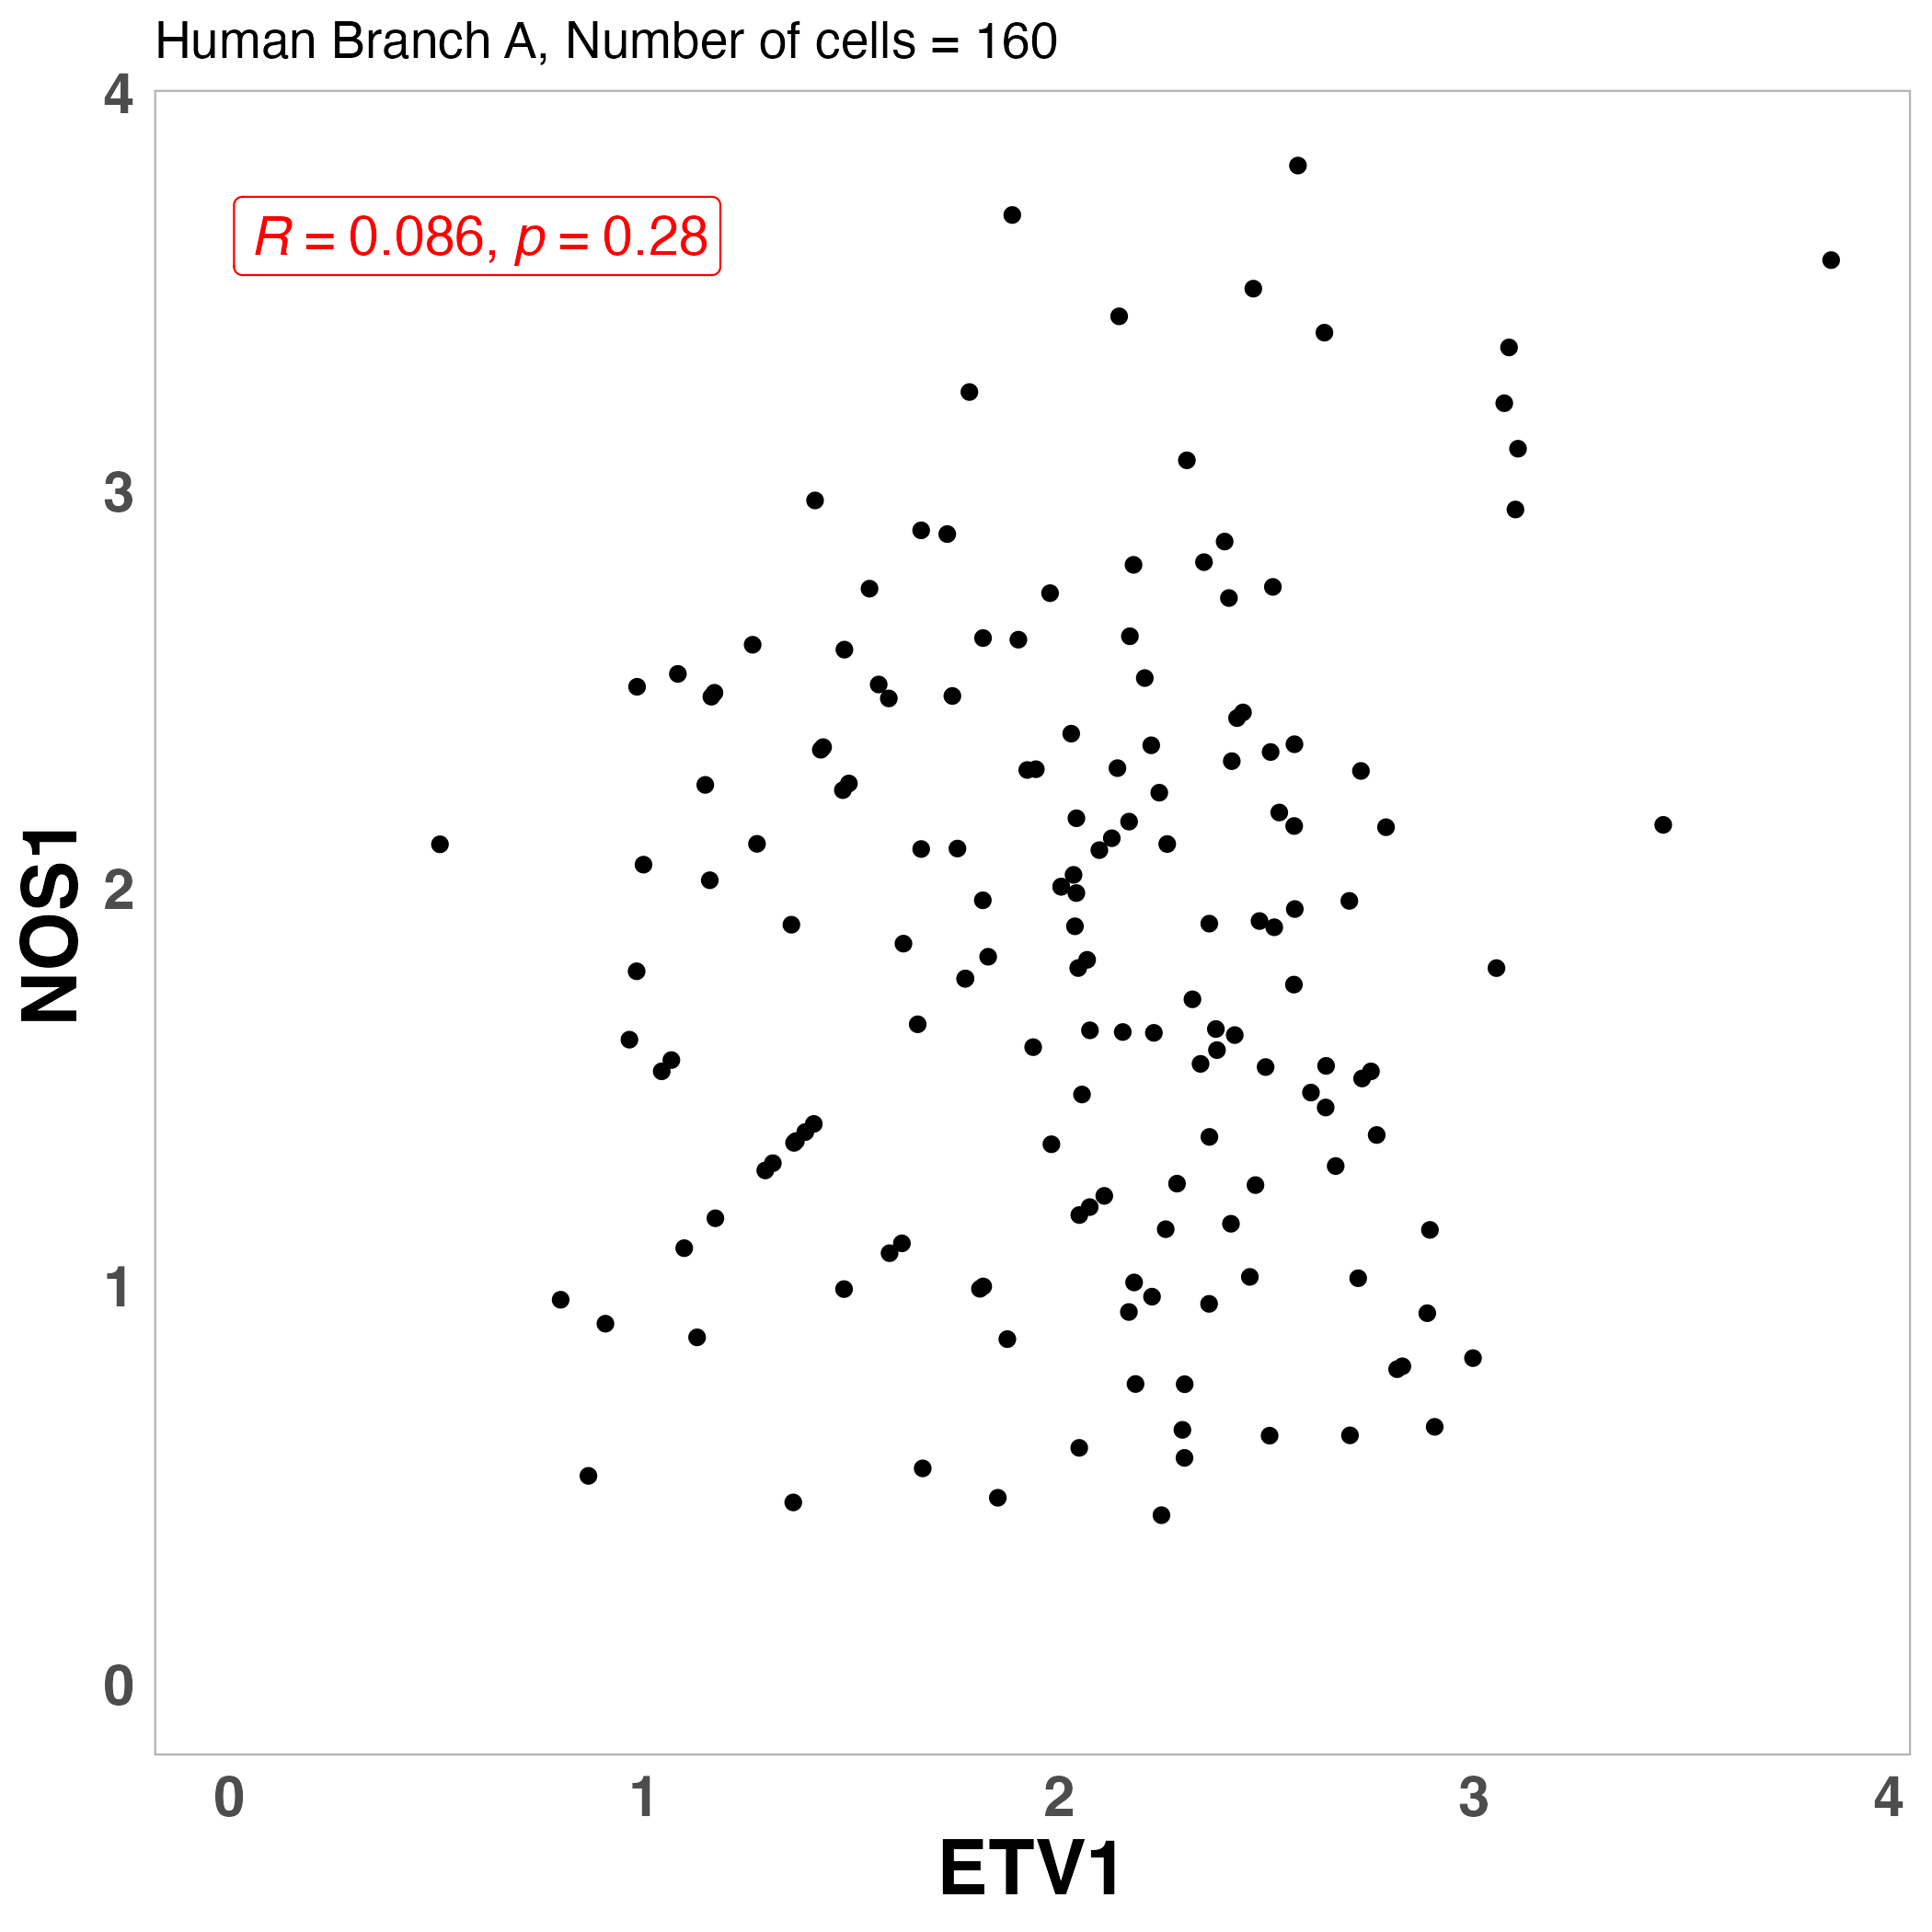 Human Branch A, Number of cells = 160
4
R = 0.086, p = 0.28
3
2
1
0
NOS1
0 1 2 3 4
ETV1